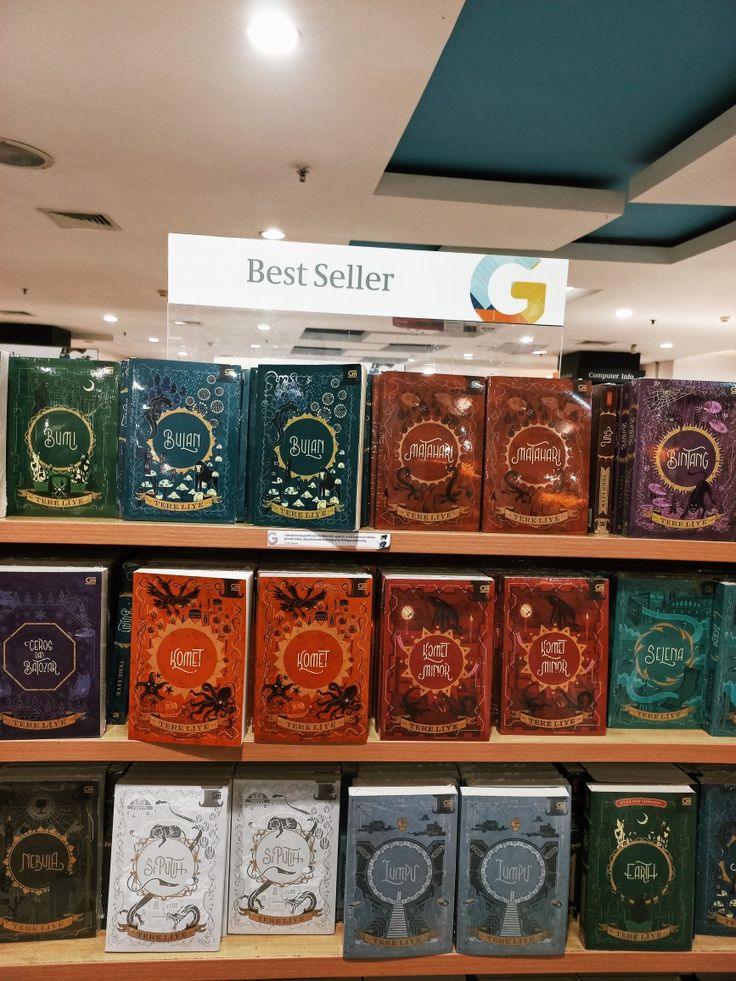 Best Seller
G
Computer Info
BUMI
TERE LIYE
BULAN
TERE LIYE
BULAN
TERE LIYE
MATAHARI
TERE LIYE
MATAHARI
TERE LIYE
BINTANG
TERE LIYE
CEROS
DAN
BATOZAR
TERE LIYE
KOMET
TERE LIYE
KOMET
TERE LIYE
KOMET
MINOR
TERE LIYE
KOMET
MINOR
TERE LIYE
SELENA
TERE LIYE
NEBULA
TERE LIYE
SI PUTIH
TERE LIYE
SI PUTIH
TERE LIYE
LUMPU
TERE LIYE
LUMPU
TERE LIYE
ENGLISH VERSION
EARTH
TERE LIYE